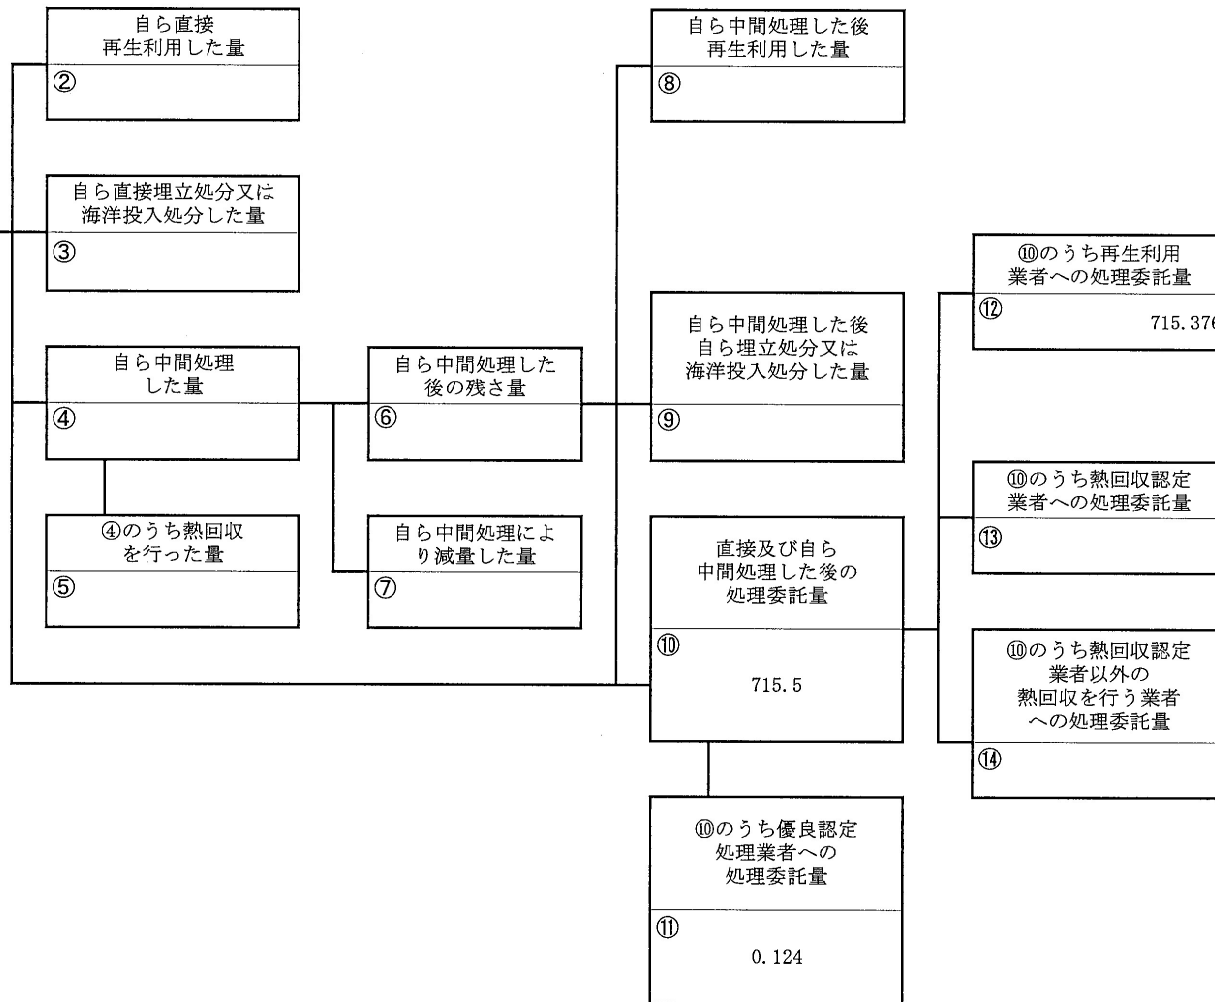 自ら直接
再生利用した量
②
自ら直接埋立処分又は
海洋投入処分した量
③
自ら中間処理
した量
④
④のうち熱回収
を行った量
⑤
自ら中間処理した
後の残さ量
⑥
自ら中間処理によ
り減量した量
⑦
自ら中間処理した後
再生利用した量
⑧
自ら中間処理した後
自ら埋立処分又は
海洋投入処分した量
⑨
直接及び自ら
中間処理した後の
処理委託量
⑩
715.5
⑩のうち優良認定
処理業者への
処理委託量
⑪
0.124
⑩のうち再生利用
業者への処理委託量
⑫
715.376
⑩のうち熱回収認定
業者への処理委託量
⑬
⑩のうち熱回収認定
業者以外の
熱回収を行う業者
への処理委託量
⑭